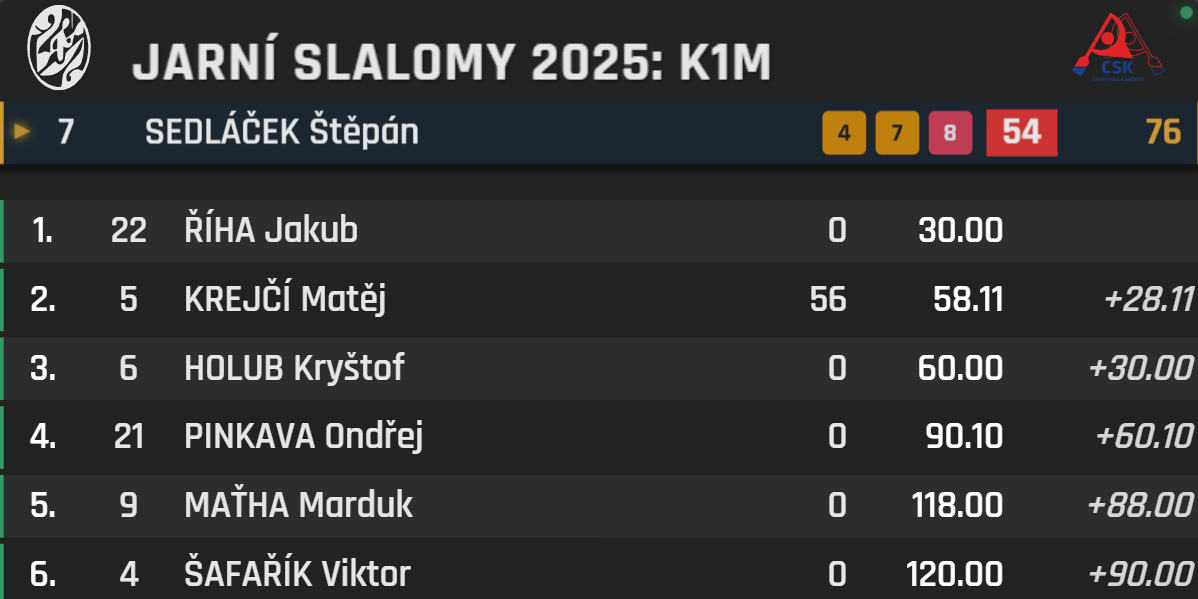 JARNÍ SLALOMY 2025: K1M
CSK
7 SEDLÁČEK Štěpán 4 7 8 54 76
1. 22 ŘÍHA Jakub 0 30.00
2. 5 KREJČÍ Matěj 56 58.11 +28.11
3. 6 HOLUB Kryštof 0 60.00 +30.00
4. 21 PINKAVA Ondřej 0 90.10 +60.10
5. 9 MAŤHA Marduk 0 118.00 +88.00
6. 4 ŠAFAŘÍK Viktor 0 120.00 +90.00